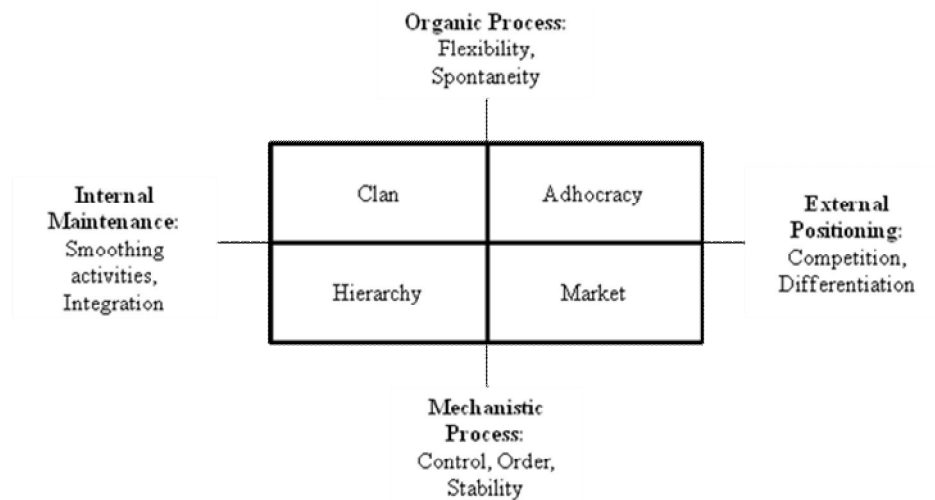 Organic Process:
Flexibility,
Spontaneity
Clan
Adhocracy
Internal
Maintenance:
Smoothing
activities,
Integration
External
Positioning:
Competition,
Differentiation
Hierarchy
Market
Mechanistic
Process:
Control, Order,
Stability